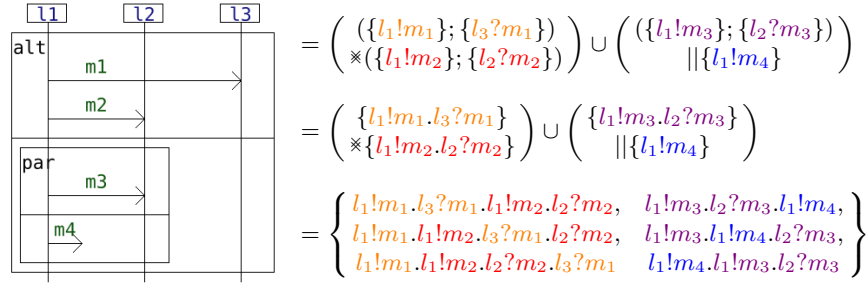 l1 l2 l3
alt
m1
m2
par
m3
m4
= ( ({l₁!m₁}; {l₃?m₁})
⨳({l₁!m₂}; {l₂?m₂}) ) ∪ ( ({l₁!m₃}; {l₂?m₃})
||{l₁!m₄} )
= ( {l₁!m₁.l₃?m₁}
⨳{l₁!m₂.l₂?m₂} ) ∪ ( {l₁!m₃.l₂?m₃}
||{l₁!m₄} )
= { l₁!m₁.l₃?m₁.l₁!m₂.l₂?m₂, l₁!m₃.l₂?m₃.l₁!m₄,
l₁!m₁.l₁!m₂.l₃?m₁.l₂?m₂, l₁!m₃.l₁!m₄.l₂?m₃,
l₁!m₁.l₁!m₂.l₂?m₂.l₃?m₁ l₁!m₄.l₁!m₃.l₂?m₃ }